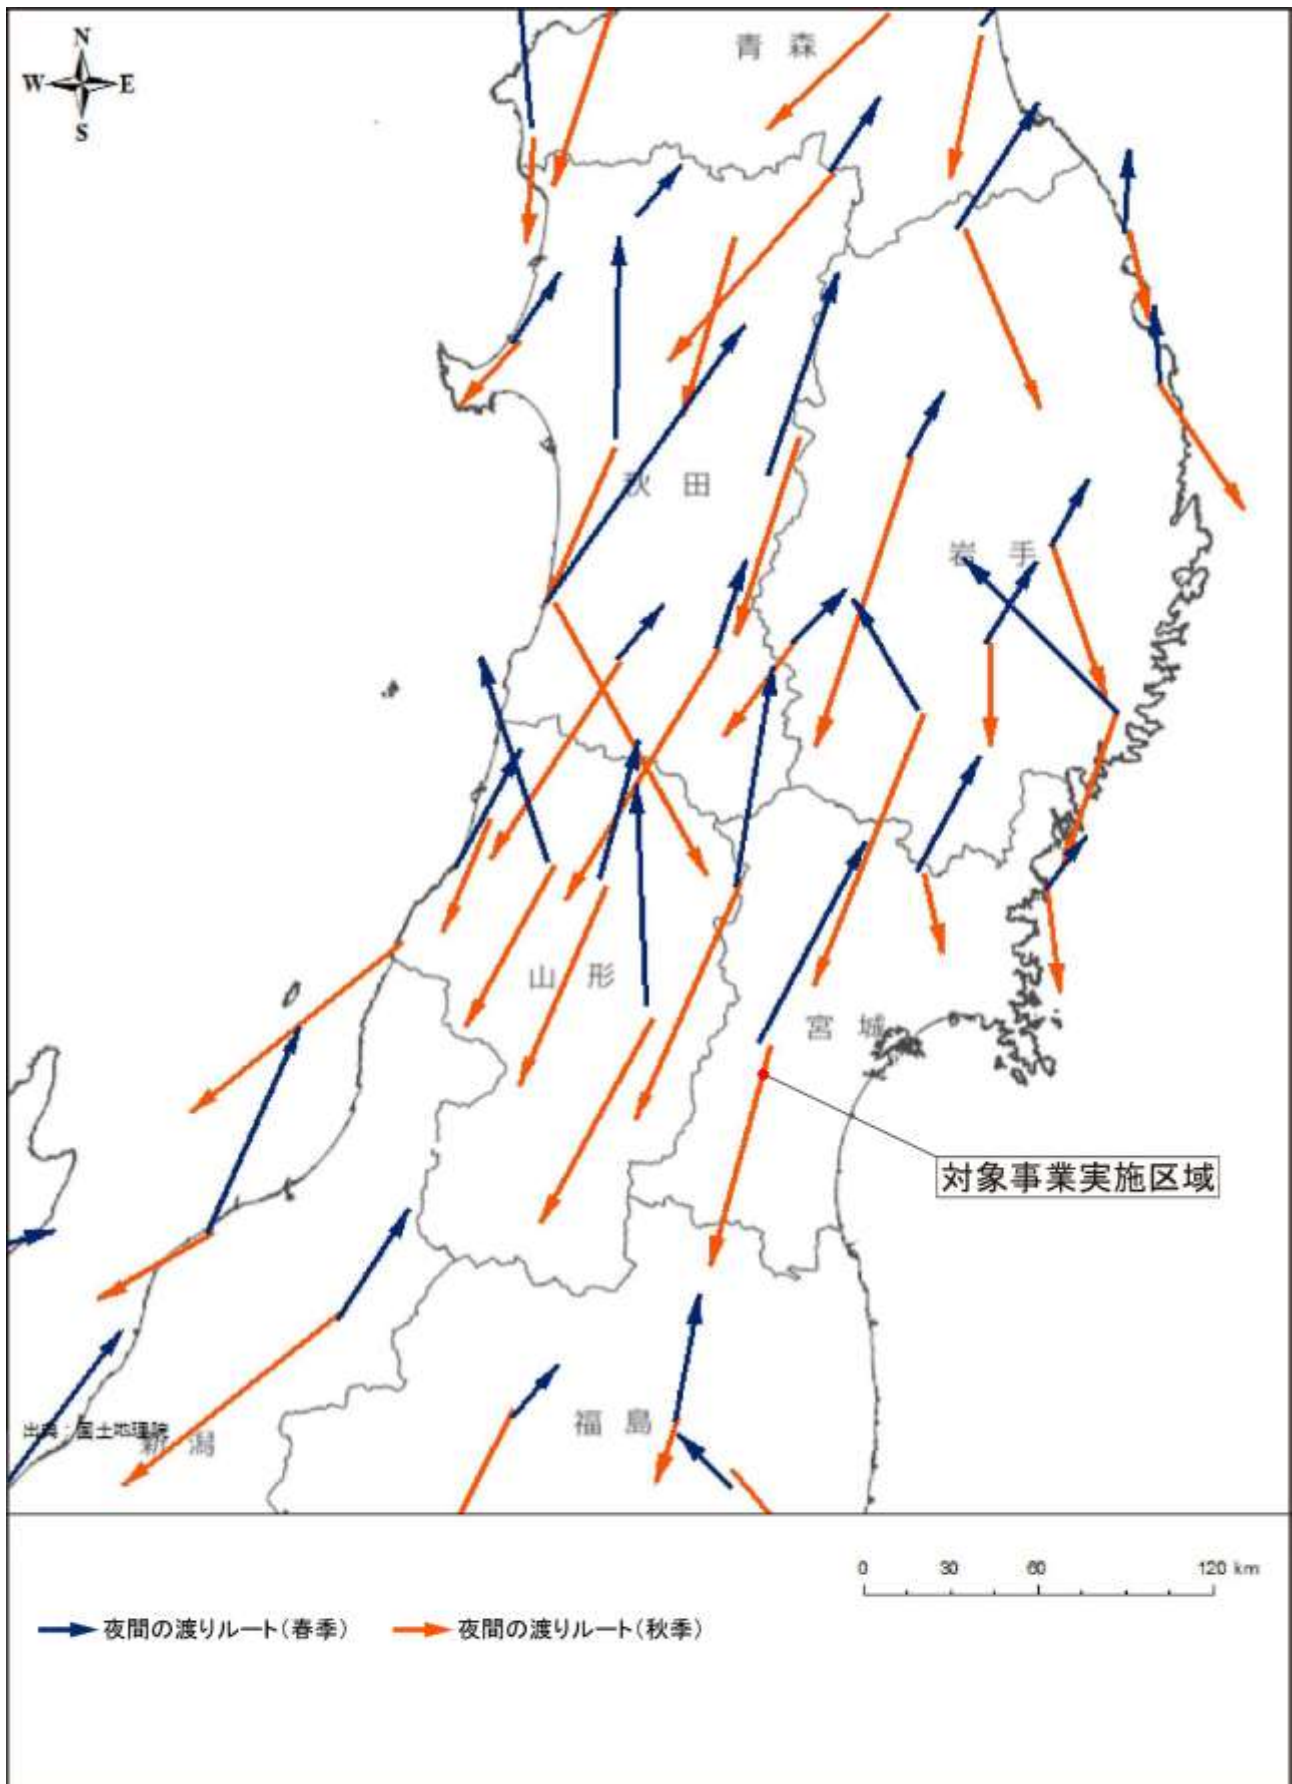 N
W E
S
青 森
秋 田
岩 手
山 形
宮 城
対象事業実施区域
福 島
出典：国土地理院
新 潟
0 30 60 120 km
夜間の渡りルート（春季） 夜間の渡りルート（秋季）